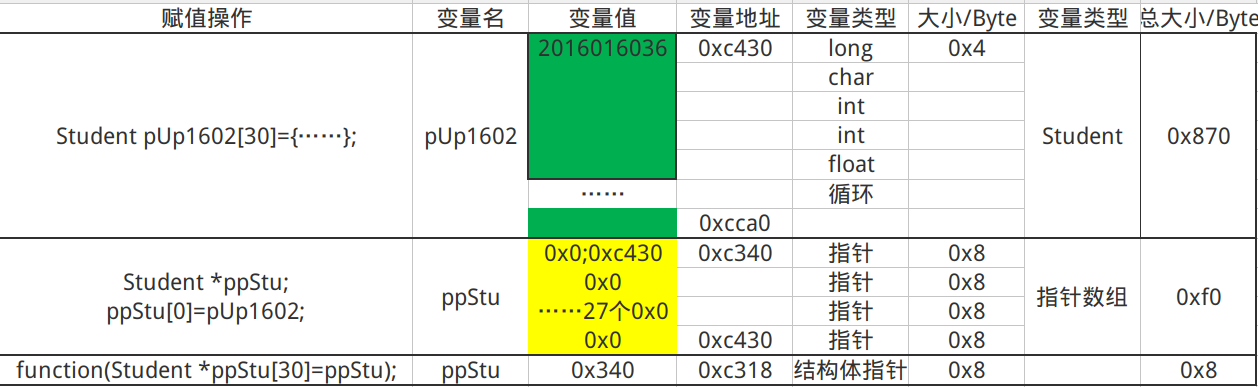 赋值操作 变量名 变量值 变量地址 变量类型 大小/Byte 变量类型 总大小/Byte
2016016036 0xc430 long 0x4
char
int
Student pUp1602[30]={……}; pUp1602 int Student 0x870
float
…… 循环
0xcca0
0x0;0xc430 0xc340 指针 0x8
Student *ppStu; 0x0 指针 0x8
ppStu[0]=pUp1602; ppStu ……27个0x0 指针 0x8 指针数组 0xf0
0x0 0xc430 指针 0x8
function(Student *ppStu[30]=ppStu); ppStu 0x340 0xc318 结构体指针 0x8 0x8